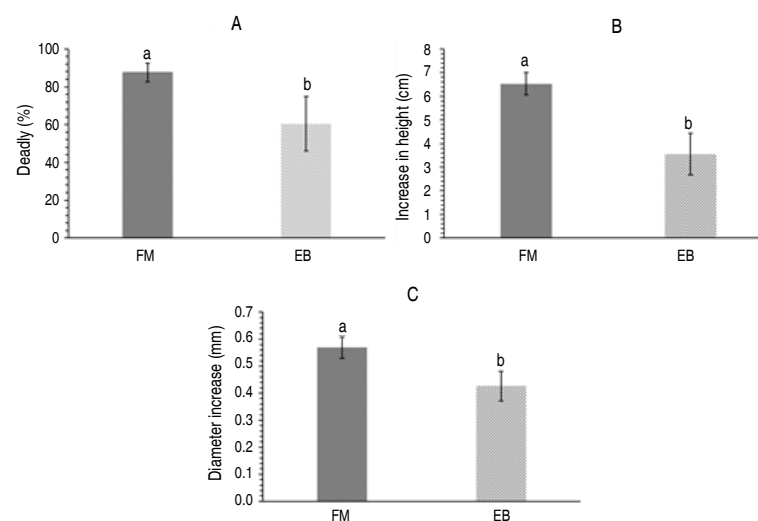 A
Deadly (%)
100
80
60
40
20
0
a
b
FM
EB
B
Increase in height (cm)
8
7
6
5
4
3
2
1
0
a
b
FM
EB
C
Diameter increase (mm)
0.7
0.6
0.5
0.4
0.3
0.2
0.1
0.0
a
b
FM
EB